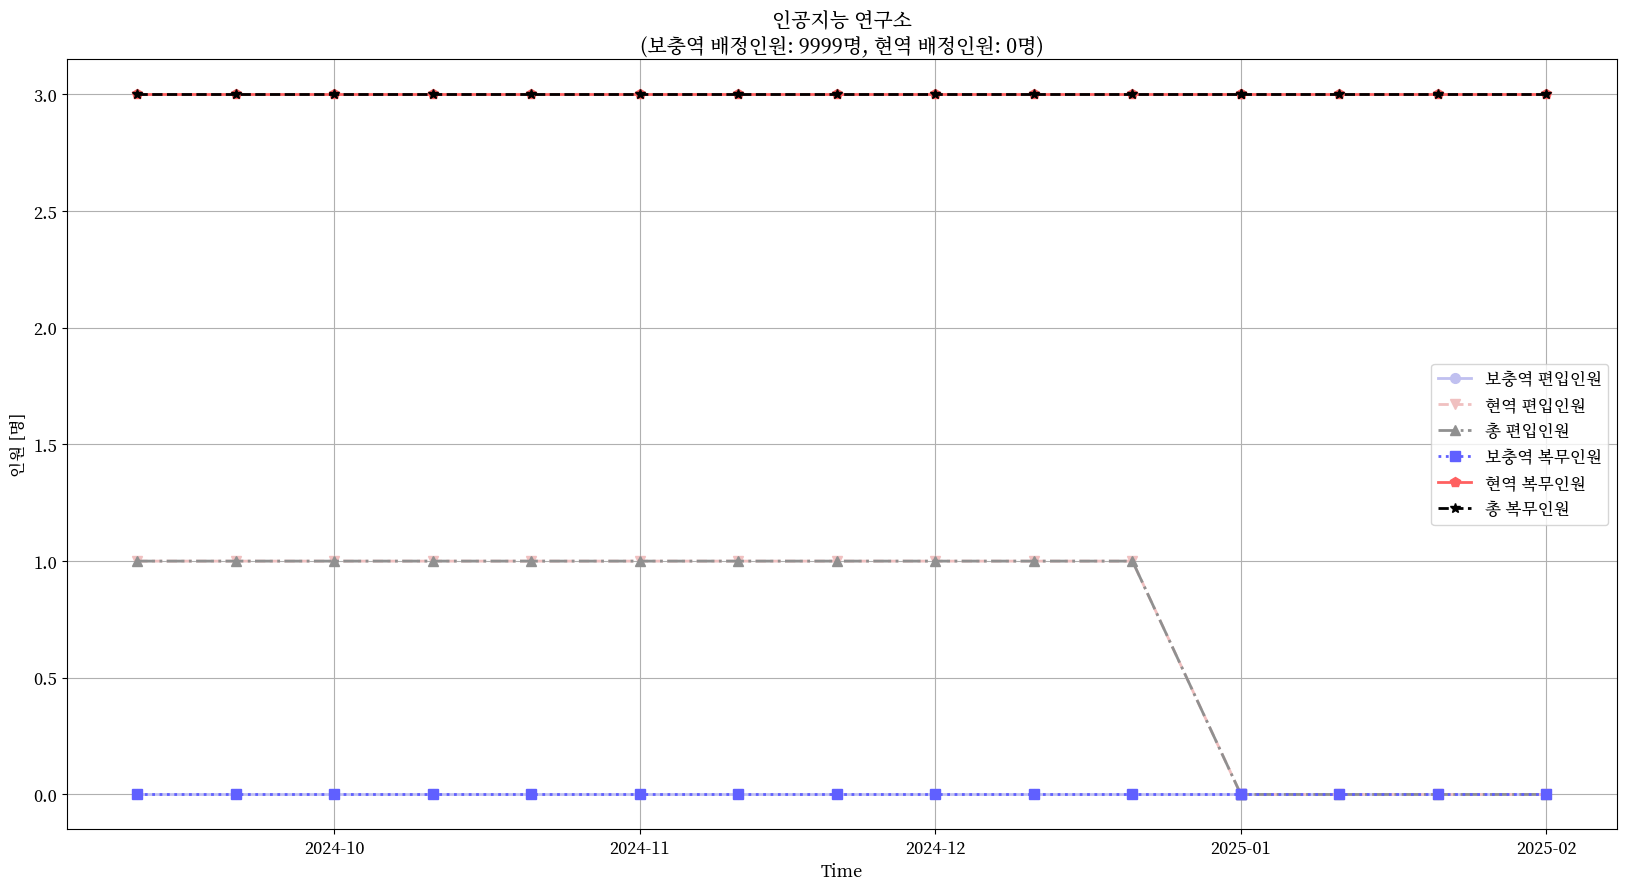 인공지능 연구소
(보충역 배정인원: 9999명, 현역 배정인원: 0명)
3.0
2.5
2.0
1.5
1.0
0.5
0.0
인원 [명]
보충역 편입인원
현역 편입인원
총 편입인원
보충역 복무인원
현역 복무인원
총 복무인원
2024-10
2024-11
2024-12
2025-01
2025-02
Time